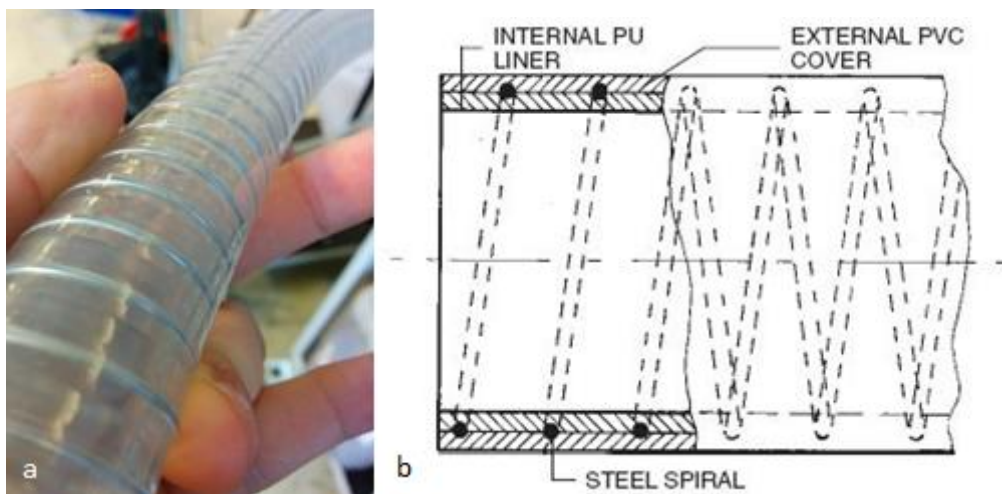 INTERNAL PU
LINER
EXTERNAL PVC
COVER
STEEL SPIRAL
a
b